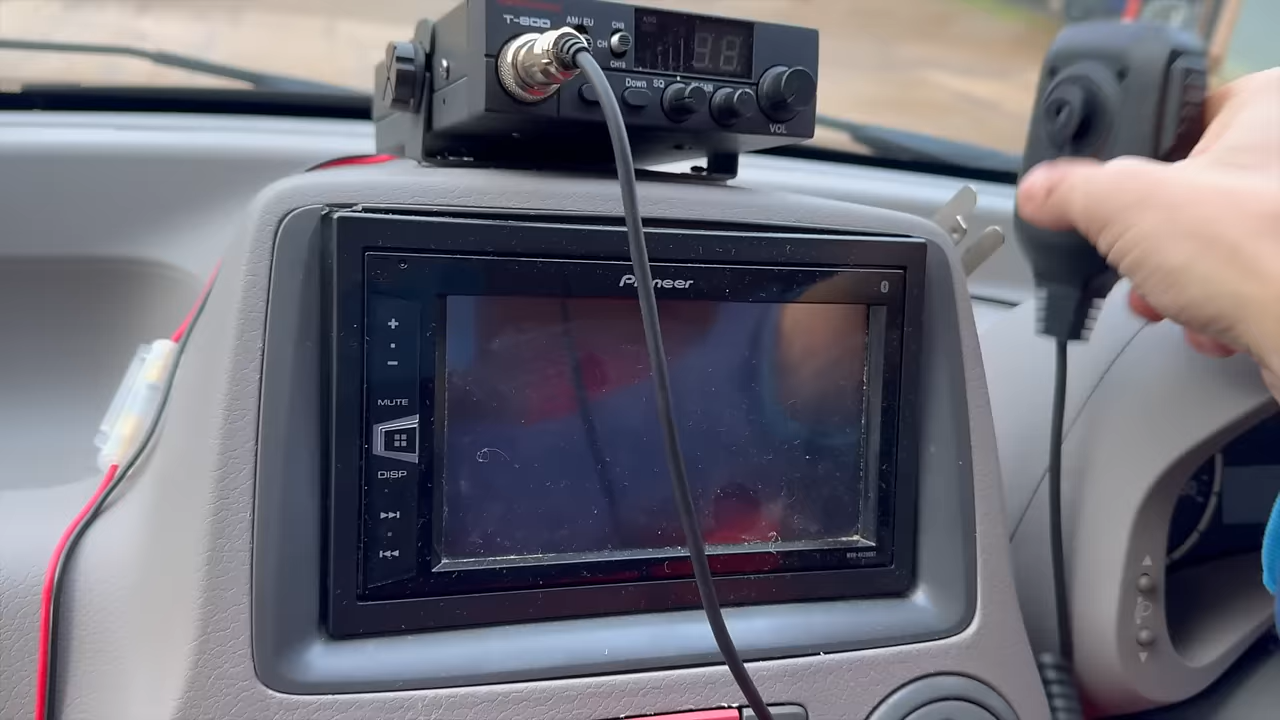 T-800
AM/EU
CH9
CH
CH19
Down
SQ
VOL
Pioneer
+
-
MUTE
DISP